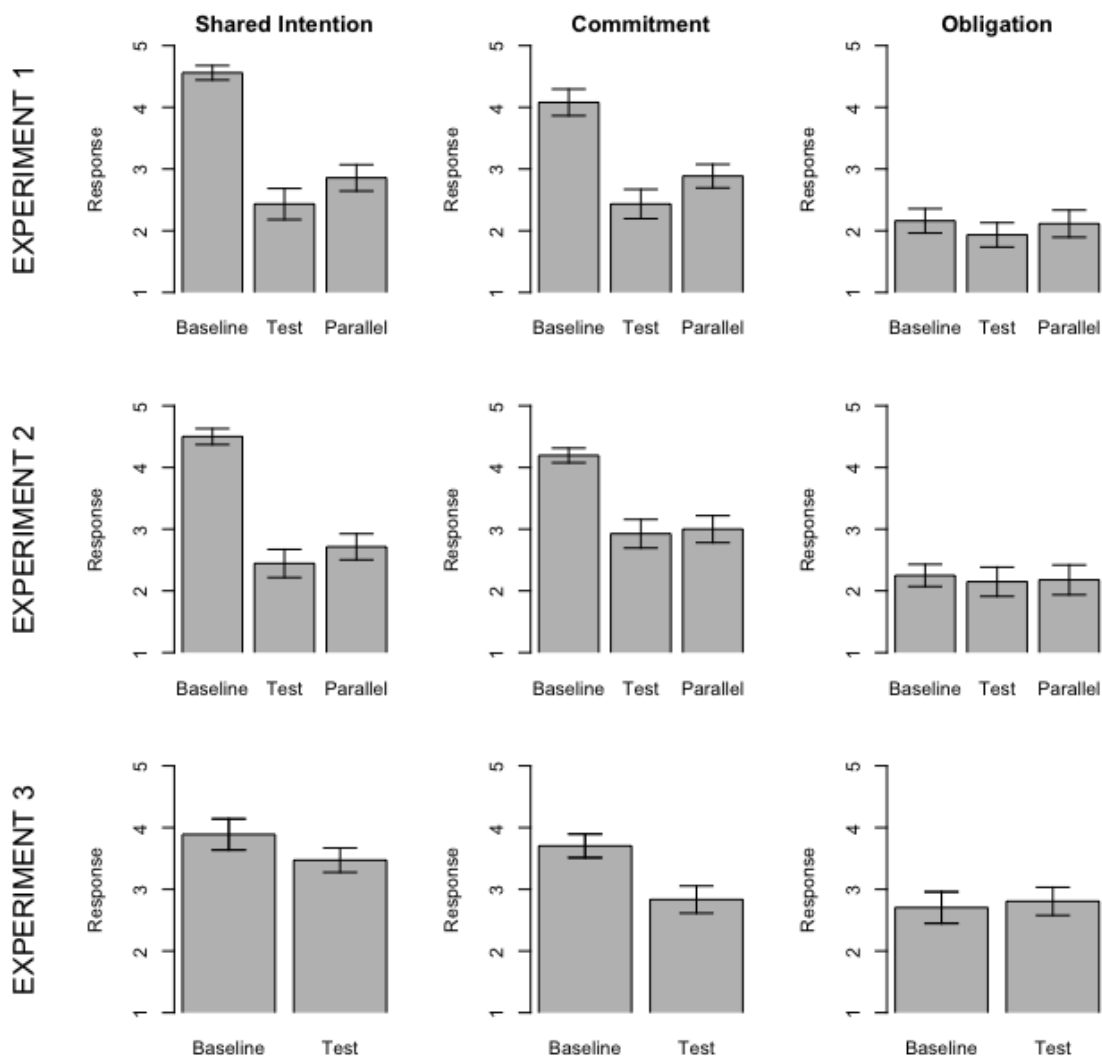 Shared Intention
Commitment
Obligation
EXPERIMENT 1
Response
5
4
3
2
1
Baseline Test Parallel
Response
5
4
3
2
1
Baseline Test Parallel
Response
5
4
3
2
1
Baseline Test Parallel
EXPERIMENT 2
Response
5
4
3
2
1
Baseline Test Parallel
Response
5
4
3
2
1
Baseline Test Parallel
Response
5
4
3
2
1
Baseline Test Parallel
EXPERIMENT 3
Response
5
4
3
2
1
Baseline Test
Response
5
4
3
2
1
Baseline Test
Response
5
4
3
2
1
Baseline Test